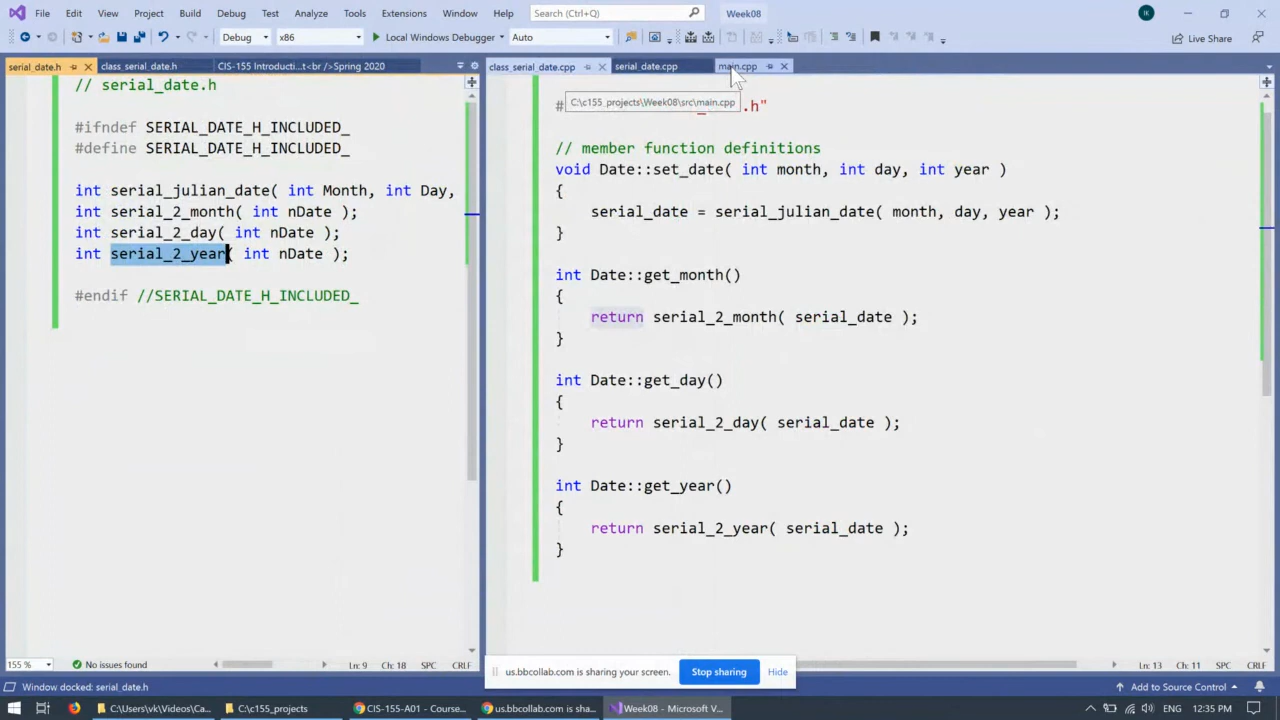 File Edit View Project Build Debug Test Analyze Tools Extensions Window Help Search (Ctrl+Q) Week08 IK
Debug x86 Local Windows Debugger Auto Live Share
serial_date.h class_serial_date.h CIS-155 Introducti...t<br />Spring 2020 class_serial_date.cpp serial_date.cpp main.cpp
// serial_date.h
#ifndef SERIAL_DATE_H_INCLUDED_
#define SERIAL_DATE_H_INCLUDED_
int serial_julian_date( int Month, int Day,
int serial_2_month( int nDate );
int serial_2_day( int nDate );
int serial_2_year( int nDate );
#endif //SERIAL_DATE_H_INCLUDED_
C:\c155_projects\Week08\src\main.cpp
# .h"
// member function definitions
void Date::set_date( int month, int day, int year )
{
serial_date = serial_julian_date( month, day, year );
}
int Date::get_month()
{
return serial_2_month( serial_date );
}
int Date::get_day()
{
return serial_2_day( serial_date );
}
int Date::get_year()
{
return serial_2_year( serial_date );
}
155 % No issues found Ln: 9 Ch: 18 SPC CRLF
Ln: 13 Ch: 11 SPC CRLF
us.bbcollab.com is sharing your screen. Stop sharing Hide
Window docked: serial_date.h Add to Source Control
C:\Users\vk\Videos\Ca... C:\c155_projects CIS-155-A01 – Course... us.bbcollab.com is sha... Week08 - Microsoft V... 12:35 PM